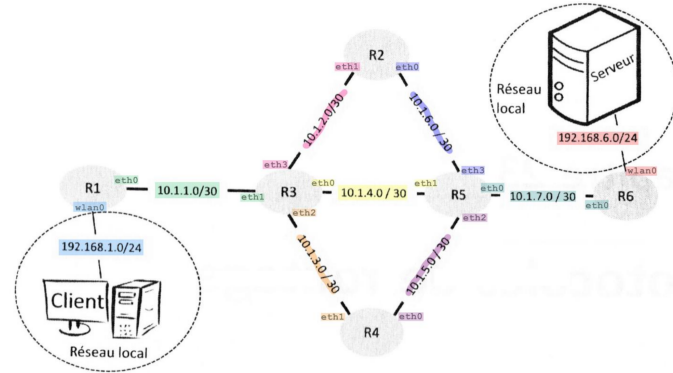 R2
eth1
eth0
10.1.2.0/30
10.1.6.0 / 30
Serveur
Réseau
local
192.168.6.0/24
wlan0
R1
eth0
10.1.1.0/30
eth3
eth1
R3
eth0
10.1.4.0 / 30
eth3
eth1
R5
eth0
10.1.7.0 / 30
eth0
R6
wlan0
eth2
eth2
192.168.1.0/24
10.1.3.0 / 30
10.1.5.0 / 30
Client
eth1
eth0
R4
Réseau local